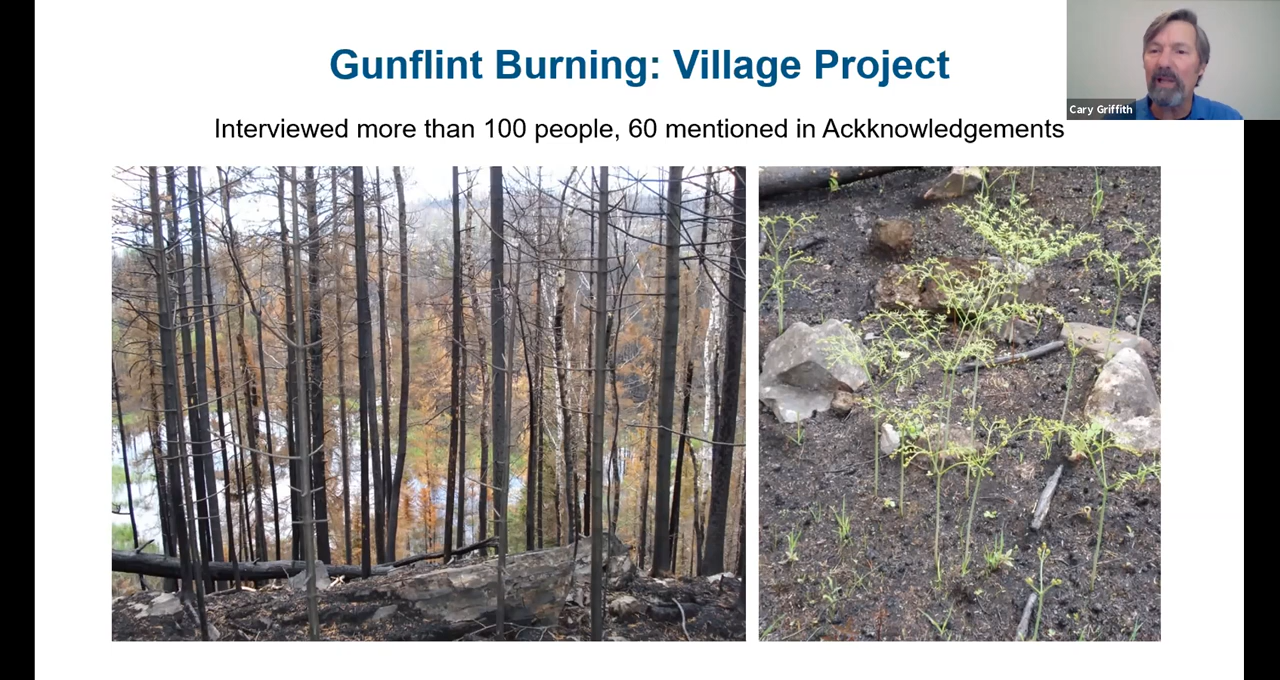 Gunflint Burning: Village Project
Cary Griffith
Interviewed more than 100 people, 60 mentioned in Ackknowledgements